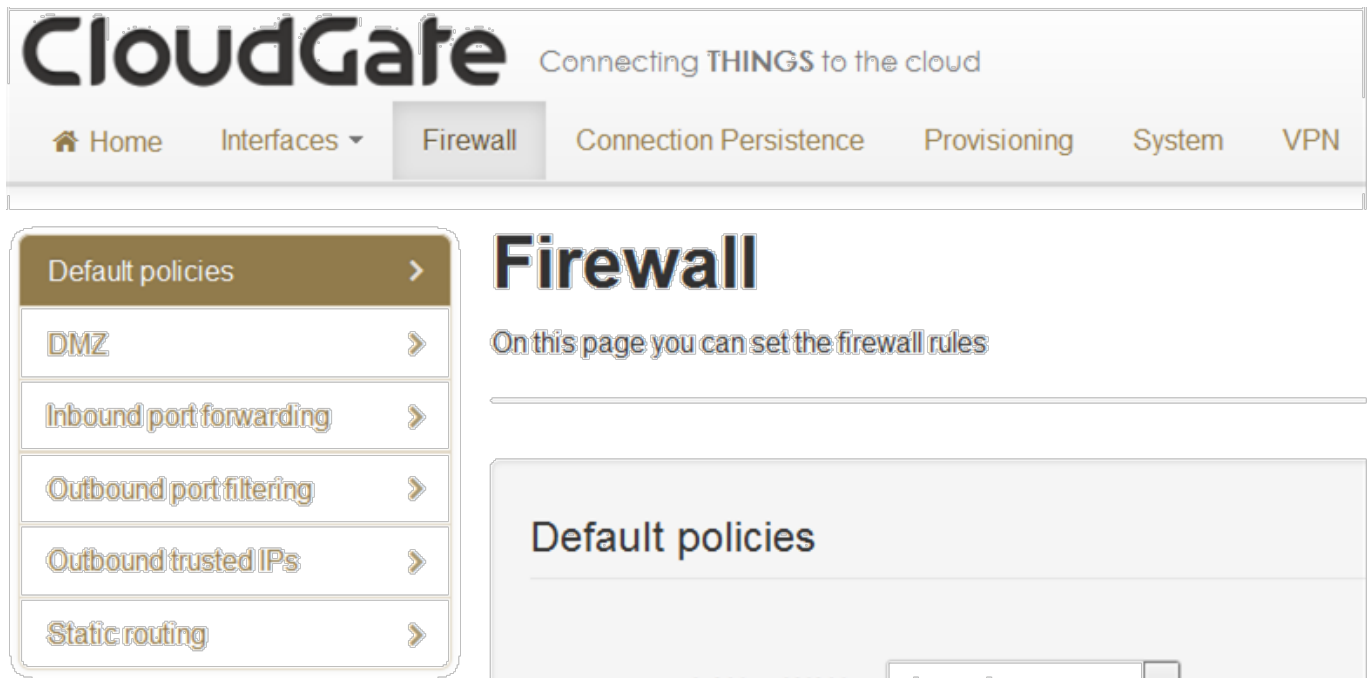 CloudGate Connecting THINGS to the cloud
Home Interfaces Firewall Connection Persistence Provisioning System VPN
Default policies
DMZ
Inbound port forwarding
Outbound port filtering
Outbound trusted IPs
Static routing
Firewall
On this page you can set the firewall rules
Default policies